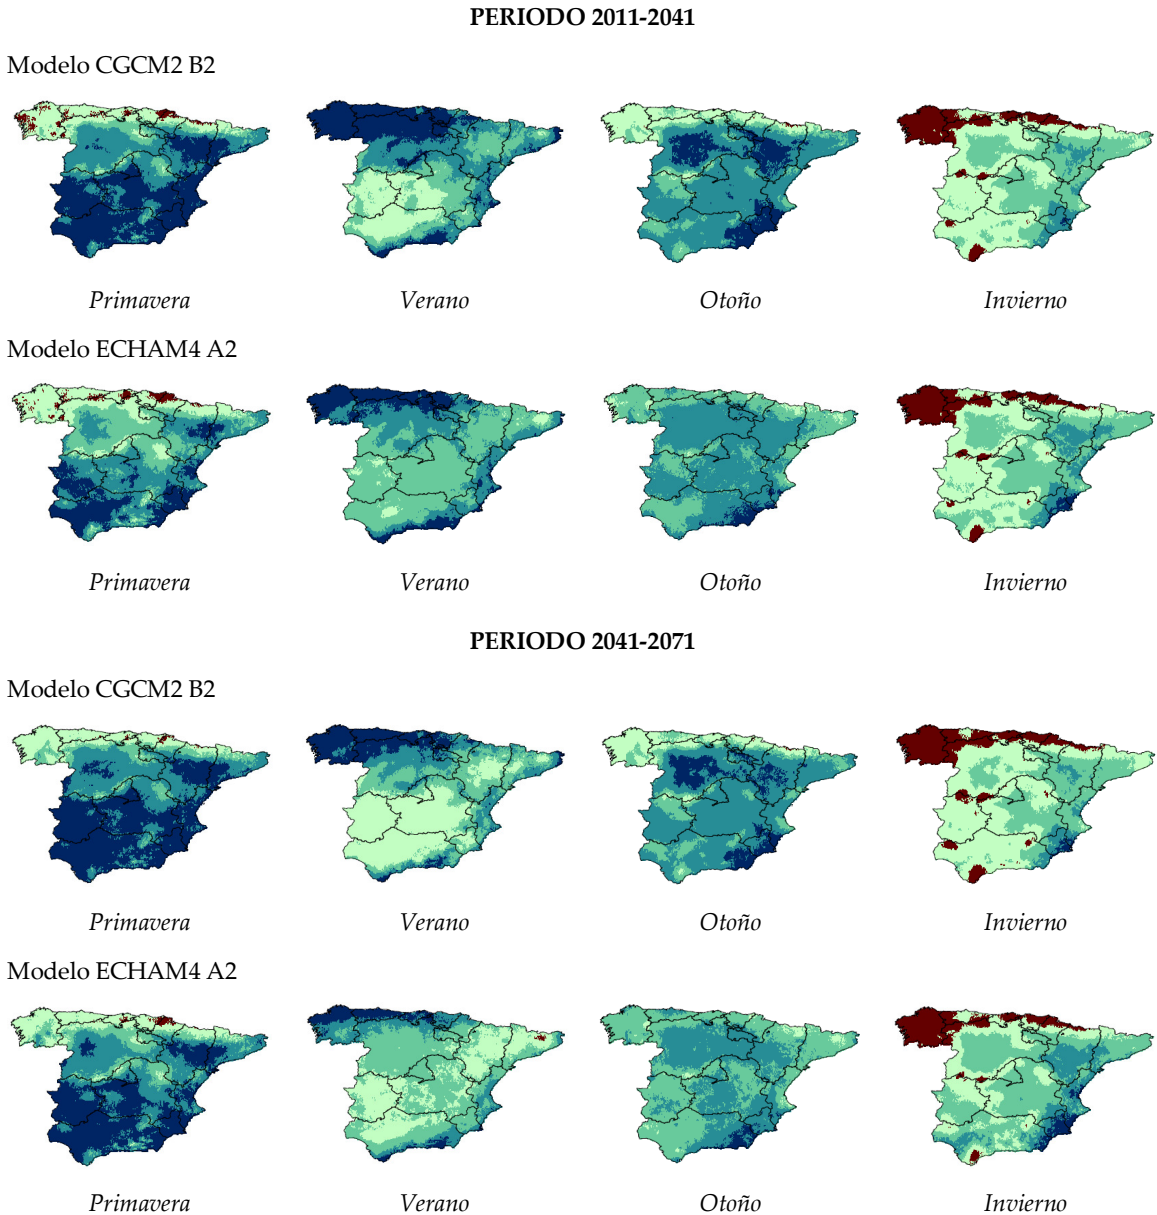 PERIODO 2011-2041
Modelo CGCM2 B2
Primavera Verano Otoño Invierno
Modelo ECHAM4 A2
Primavera Verano Otoño Invierno
PERIODO 2041-2071
Modelo CGCM2 B2
Primavera Verano Otoño Invierno
Modelo ECHAM4 A2
Primavera Verano Otoño Invierno